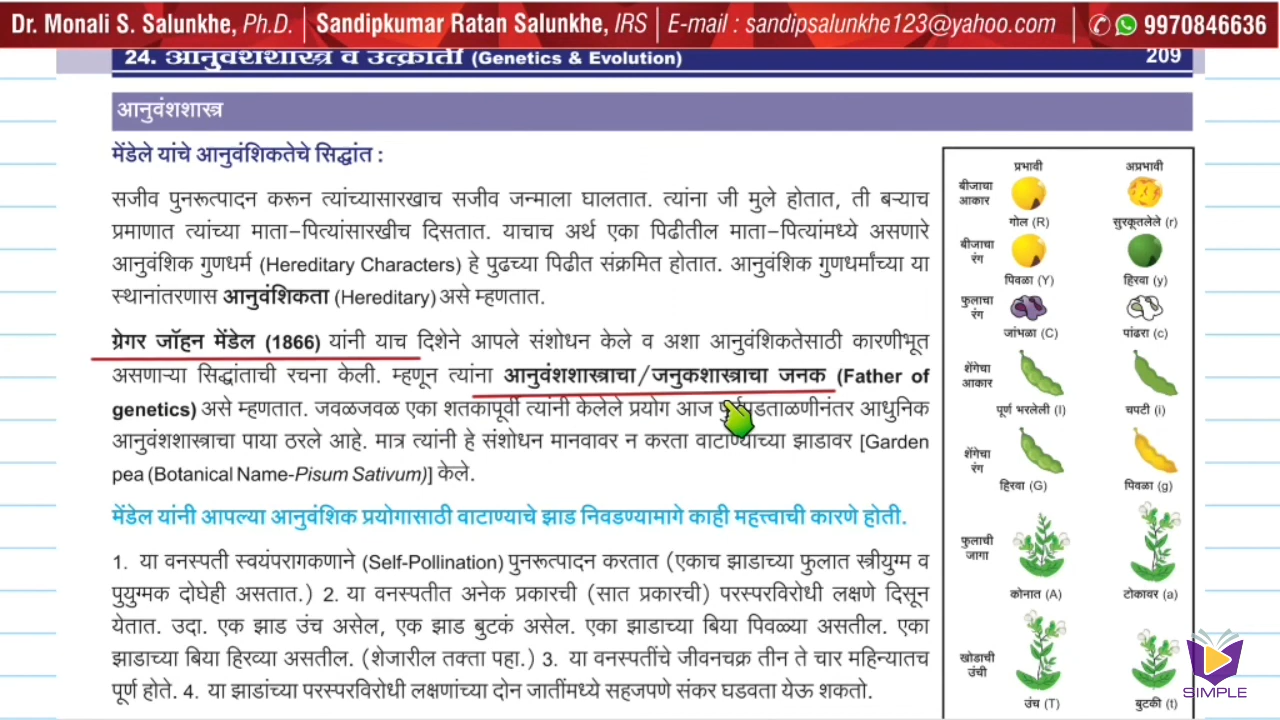 Dr. Monali S. Salunkhe, Ph.D. | Sandipkumar Ratan Salunkhe, IRS | E-mail : sandipsalunkhe123@yahoo.com | 9970846636
24. आनुवंशशास्त्र व उत्क्रांती (Genetics & Evolution) 209
आनुवंशशास्त्र
मेंडेले यांचे आनुवंशिकतेचे सिद्धांत :
सजीव पुनरूत्पादन करून त्यांच्यासारखाच सजीव जन्माला घालतात. त्यांना जी मुले होतात, ती बऱ्याच
प्रमाणात त्यांच्या माता–पित्यांसारखीच दिसतात. याचाच अर्थ एका पिढीतील माता–पित्यांमध्ये असणारे
आनुवंशिक गुणधर्म (Hereditary Characters) हे पुढच्या पिढीत संक्रमित होतात. आनुवंशिक गुणधर्मांच्या या
स्थानांतरणास आनुवंशिकता (Hereditary) असे म्हणतात.
ग्रेगर जॉहन मेंडेल (1866) यांनी याच दिशेने आपले संशोधन केले व अशा आनुवंशिकतेसाठी कारणीभूत
असणाऱ्या सिद्धांताची रचना केली. म्हणून त्यांना आनुवंशशास्त्राचा/जनुकशास्त्राचा जनक (Father of
genetics) असे म्हणतात. जवळजवळ एका शतकापूर्वी त्यांनी केलेले प्रयोग आज आधुनिक
आनुवंशशास्त्राचा पाया ठरले आहे. मात्र त्यांनी हे संशोधन मानवावर न करता वाटाण्याच्या झाडावर [Garden
pea (Botanical Name-Pisum Sativum)] केले.
मेंडेल यांनी आपल्या आनुवंशिक प्रयोगासाठी वाटाण्याचे झाड निवडण्यामागे काही महत्त्वाची कारणे होती.
1. या वनस्पती स्वयंपरागकणाने (Self-Pollination) पुनरूत्पादन करतात (एकाच झाडाच्या फुलात स्त्रीयुग्म व
पुयुग्मक दोघेही असतात.) 2. या वनस्पतीत अनेक प्रकारची (सात प्रकारची) परस्परविरोधी लक्षणे दिसून
येतात. उदा. एक झाड उंच असेल, एक झाड बुटकं असेल. एका झाडाच्या बिया पिवळ्या असतील. एका
झाडाच्या बिया हिरव्या असतील. (शेजारील तक्ता पहा.) 3. या वनस्पतींचे जीवनचक्र तीन ते चार महिन्यातच
पूर्ण होते. 4. या झाडांच्या परस्परविरोधी लक्षणांच्या दोन जातींमध्ये सहजपणे संकर घडवता येऊ शकतो.
प्रभावी अप्रभावी
बीजाचा
आकार
गोल (R) सुरकूतलेले (r)
बीजाचा
रंग
पिवळा (Y) हिरवा (y)
फुलाचा
रंग
जांभळा (C) पांढरा (c)
शेंगेचा
आकार
पूर्ण भरलेली (I) चपटी (i)
शेंगेचा
रंग
हिरवा (G) पिवळा (g)
फुलाची
जागा
कोनात (A) टोकावर (a)
खोडाची
उंची
उंच (T) बुटकी (t)
SIMPLE